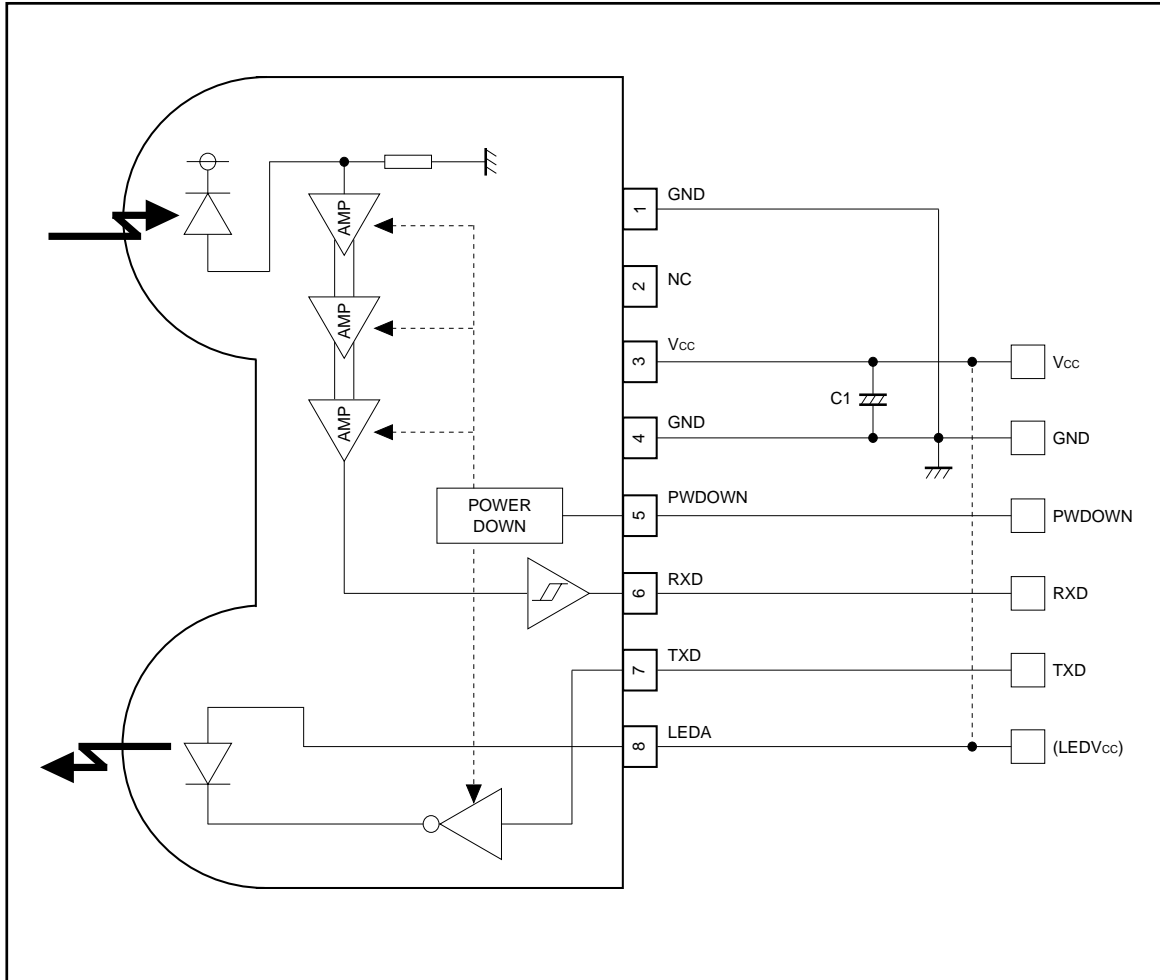 AMP
AMP
AMP
POWER
DOWN
1 GND
2 NC
3 Vcc
4 GND
5 PWDOWN
6 RXD
7 TXD
8 LEDA
C1
Vcc
GND
PWDOWN
RXD
TXD
(LEDVcc)